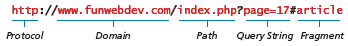 http://www.funwebdev.com/index.php?page=17#article
Protocol Domain Path Query String Fragment